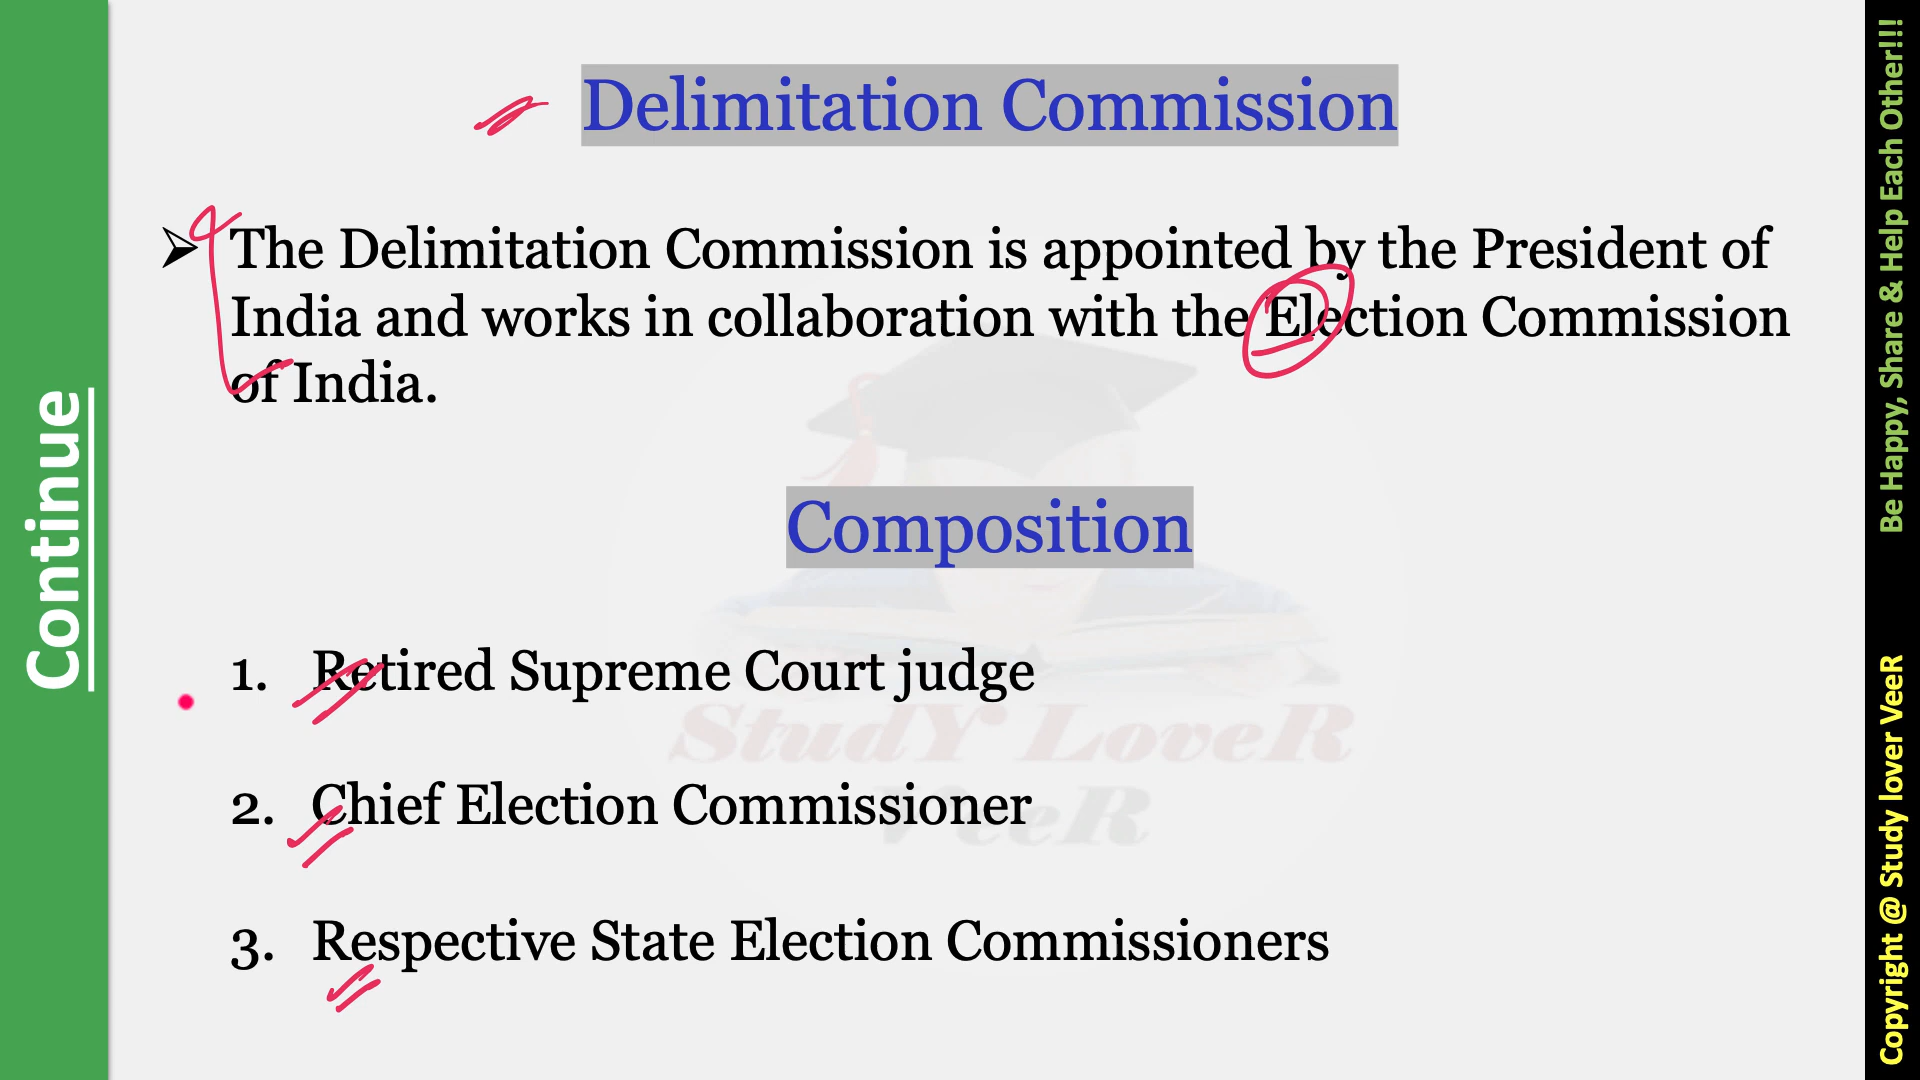 Delimitation Commission
➢ The Delimitation Commission is appointed by the President of
India and works in collaboration with the Election Commission
of India.
Composition
1. Retired Supreme Court judge
2. Chief Election Commissioner
3. Respective State Election Commissioners
Continue
StudY LoveR
VeeR
Be Happy, Share & Help Each Other!!!
Copyright @ Study lover VeeR